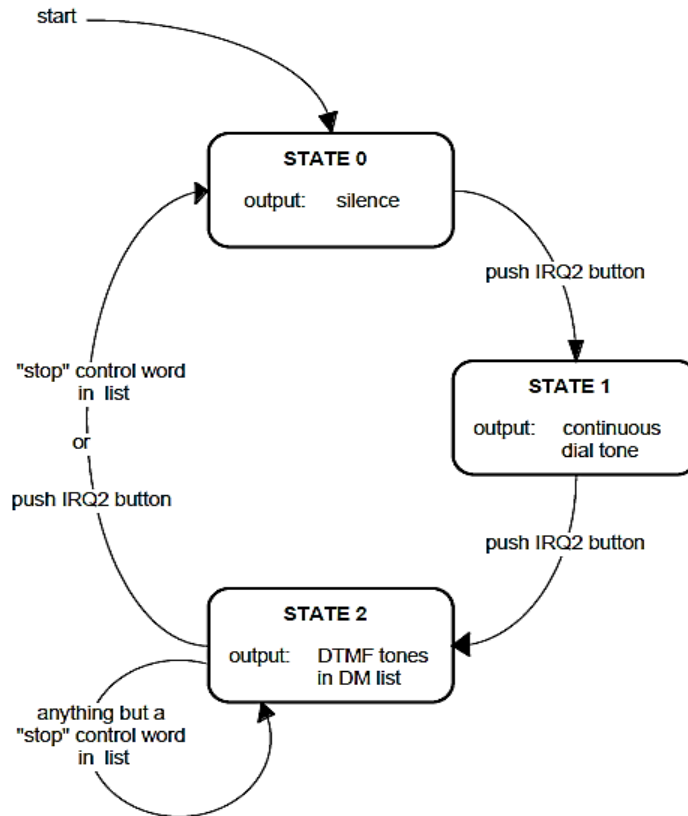 start
STATE 0
output: silence
push IRQ2 button
"stop" control word
in list
or
push IRQ2 button
STATE 1
output: continuous
dial tone
push IRQ2 button
STATE 2
output: DTMF tones
in DM list
anything but a
"stop" control word
in list